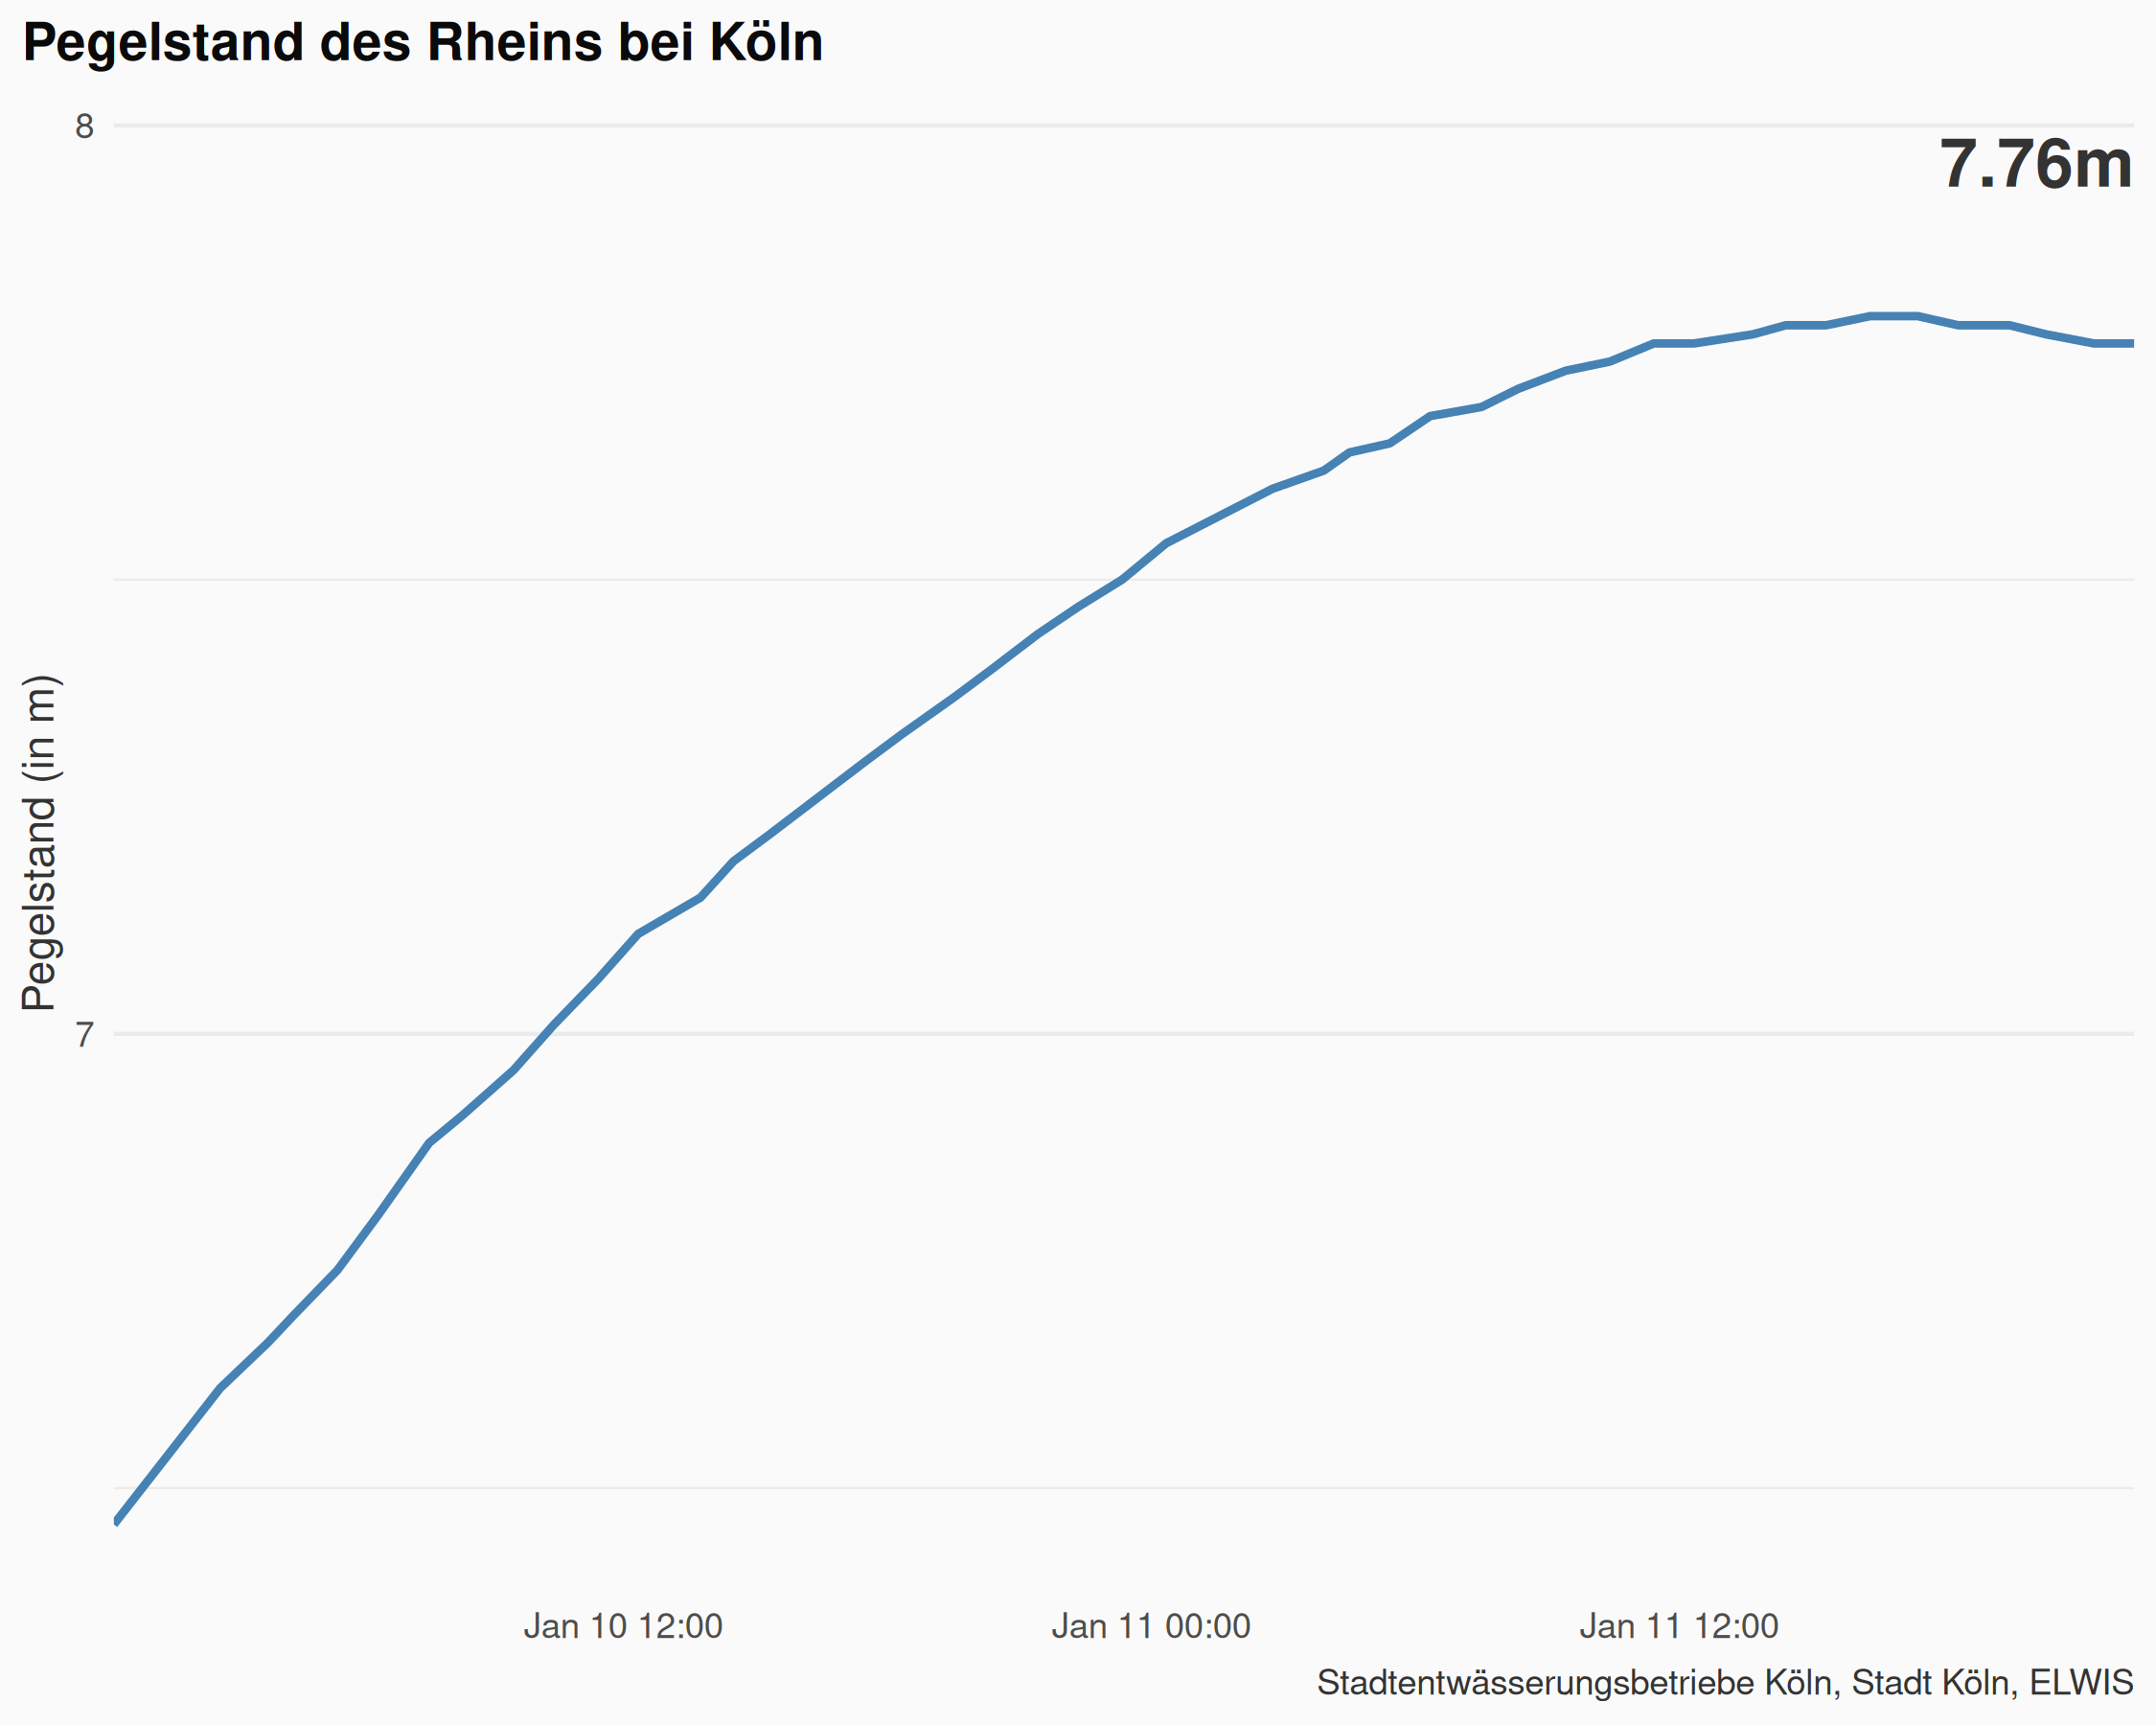 Pegelstand des Rheins bei Köln
8
7.76m
Pegelstand (in m)
7
Jan 10 12:00
Jan 11 00:00
Jan 11 12:00
Stadtentwässerungsbetriebe Köln, Stadt Köln, ELWIS